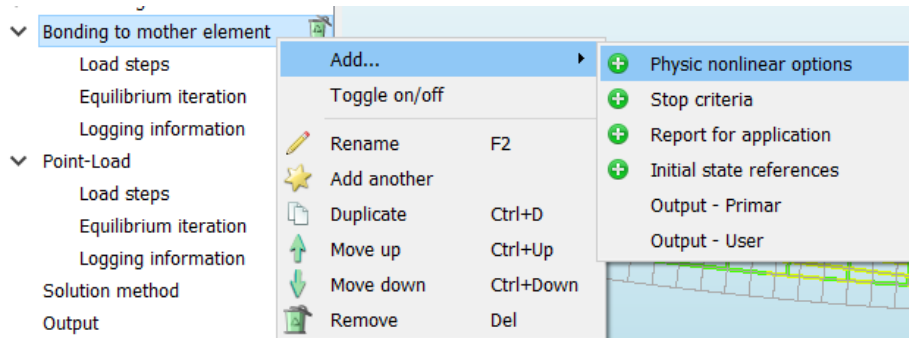 Bonding to mother element
Load steps
Equilibrium iteration
Logging information
Point-Load
Load steps
Equilibrium iteration
Logging information
Solution method
Output
Add...
Toggle on/off
Rename F2
Add another
Duplicate Ctrl+D
Move up Ctrl+Up
Move down Ctrl+Down
Remove Del
Physic nonlinear options
Stop criteria
Report for application
Initial state references
Output - Primar
Output - User